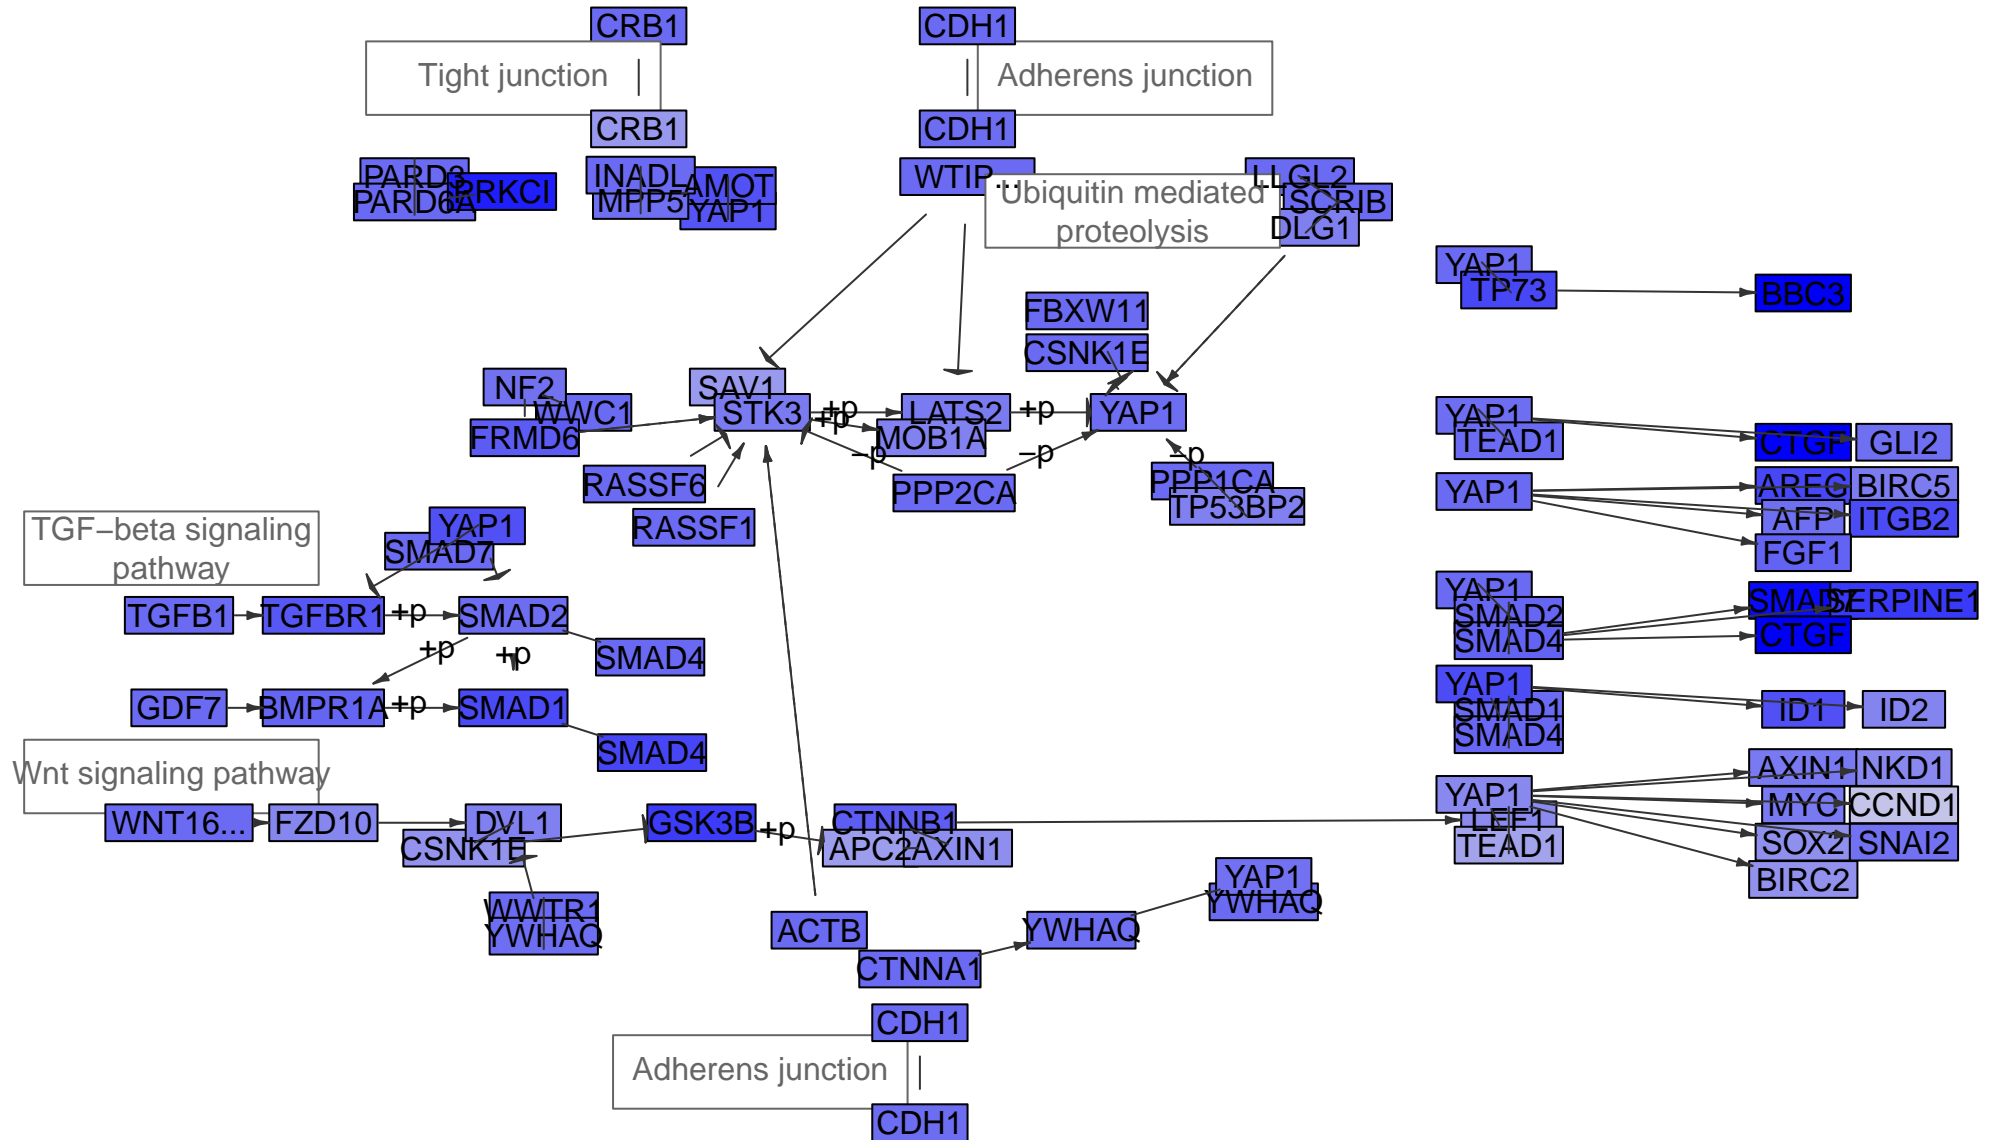 CRB1
CDH1
Tight junction
Adherens junction
CRB1
CDH1
PARD3
PARD6A
PRKCI
INADL
MPP5
AMOT
YAP1
WTIP...
Ubiquitin mediated
proteolysis
LLGL2
SCRIB
DLG1
YAP1
TP73
BBC3
FBXW11
CSNK1E
NF2
WWC1
FRMD6
SAV1
STK3
+p
+p
LATS2
MOB1A
+p
YAP1
−p
−p
−p
RASSF6
RASSF1
PPP2CA
PPP1CA
TP53BP2
YAP1
TEAD1
CTGF
GLI2
YAP1
AREG
BIRC5
AFP
ITGB2
FGF1
TGF−beta signaling
pathway
YAP1
SMAD7
TGFB1
TGFBR1
+p
SMAD2
+p
+p
SMAD4
YAP1
SMAD2
SMAD4
SMAD7
SERPINE1
CTGF
GDF7
BMPR1A
+p
SMAD1
SMAD4
YAP1
SMAD1
SMAD4
ID1
ID2
Wnt signaling pathway
WNT16...
FZD10
DVL1
CSNK1E
GSK3B
+p
CTNNB1
APC2
AXIN1
YAP1
LEF1
TEAD1
AXIN1
NKD1
MYC
CCND1
SOX2
SNAI2
BIRC2
WWTR1
YWHAQ
ACTB
CTNNA1
YWHAQ
YAP1
YWHAQ
CDH1
Adherens junction
CDH1